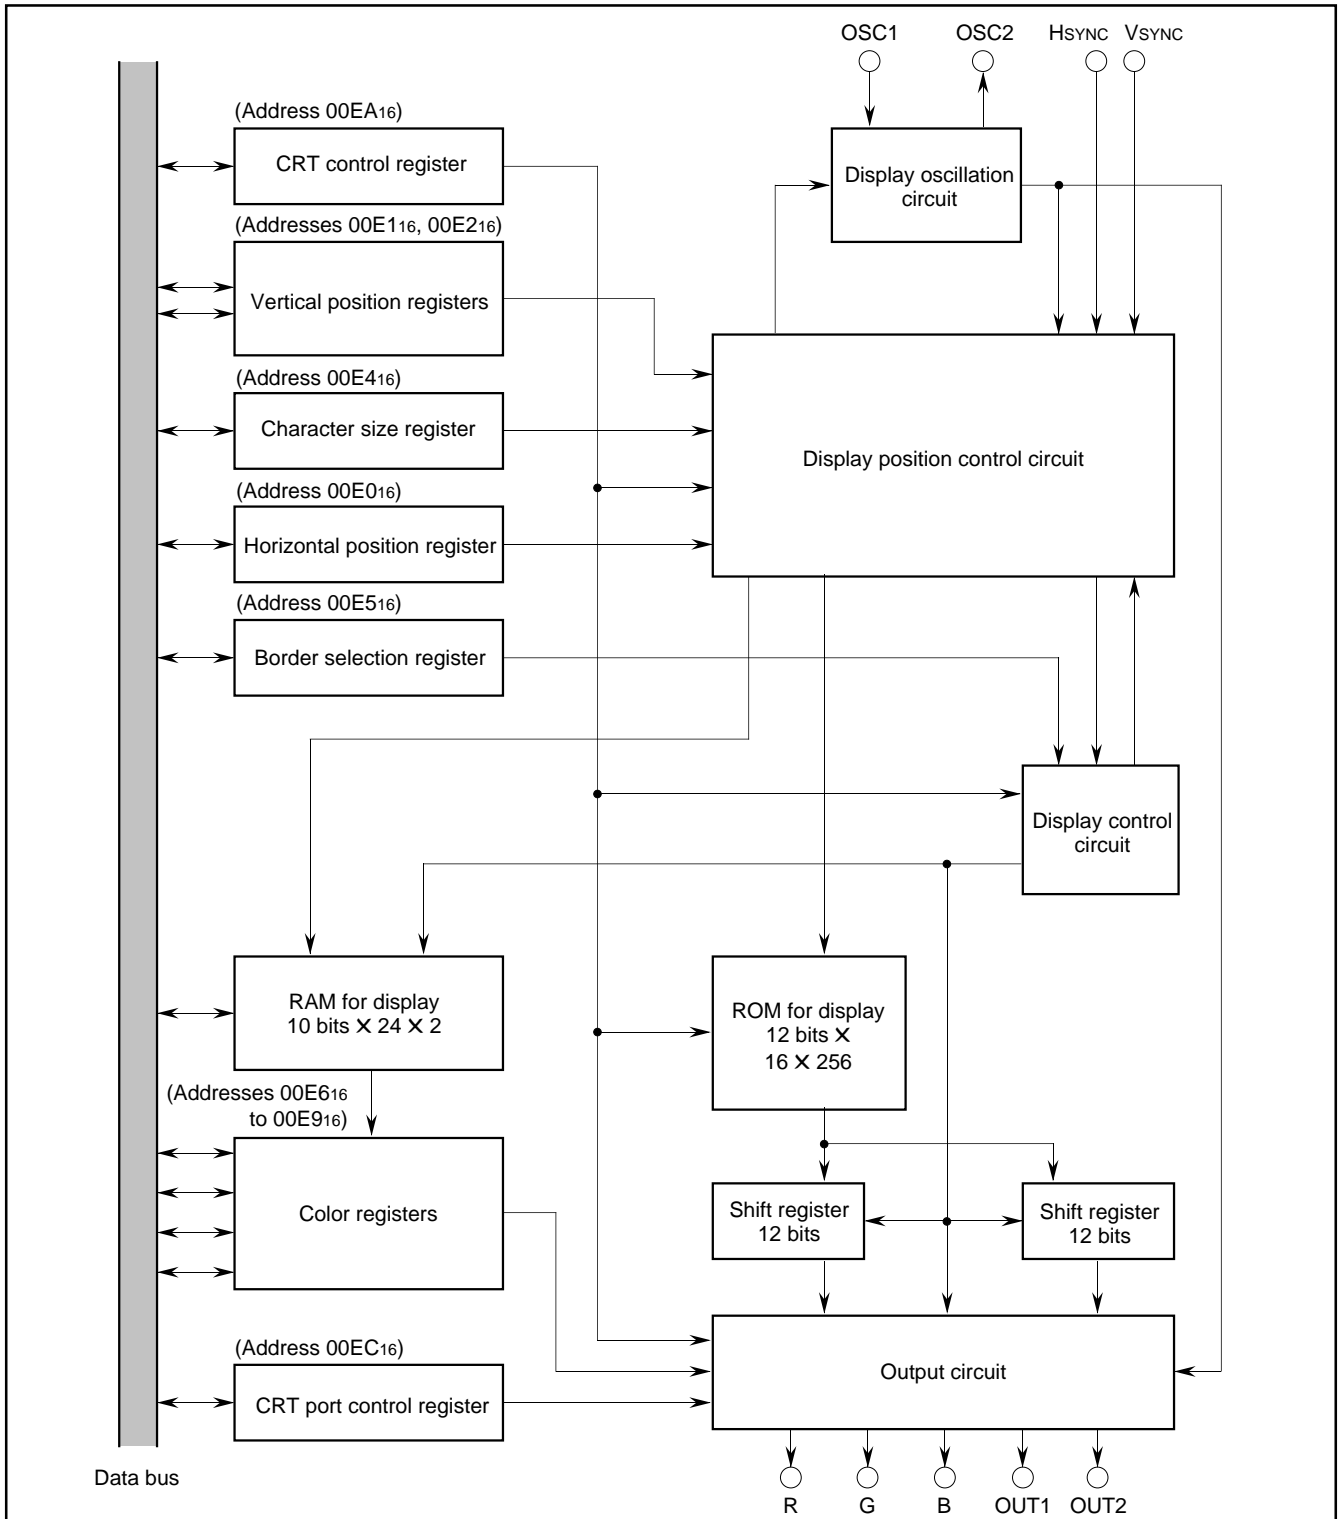 OSC1 OSC2 HSYNC VSYNC
(Address 00EA16)
CRT control register
Display oscillation
circuit
(Addresses 00E116, 00E216)
Vertical position registers
(Address 00E416)
Character size register
Display position control circuit
(Address 00E016)
Horizontal position register
(Address 00E516)
Border selection register
Display control
circuit
RAM for display
10 bits × 24 × 2
ROM for display
12 bits ×
16 × 256
(Addresses 00E616
to 00E916)
Color registers
Shift register
12 bits
Shift register
12 bits
(Address 00EC16)
CRT port control register
Output circuit
Data bus
R G B OUT1 OUT2